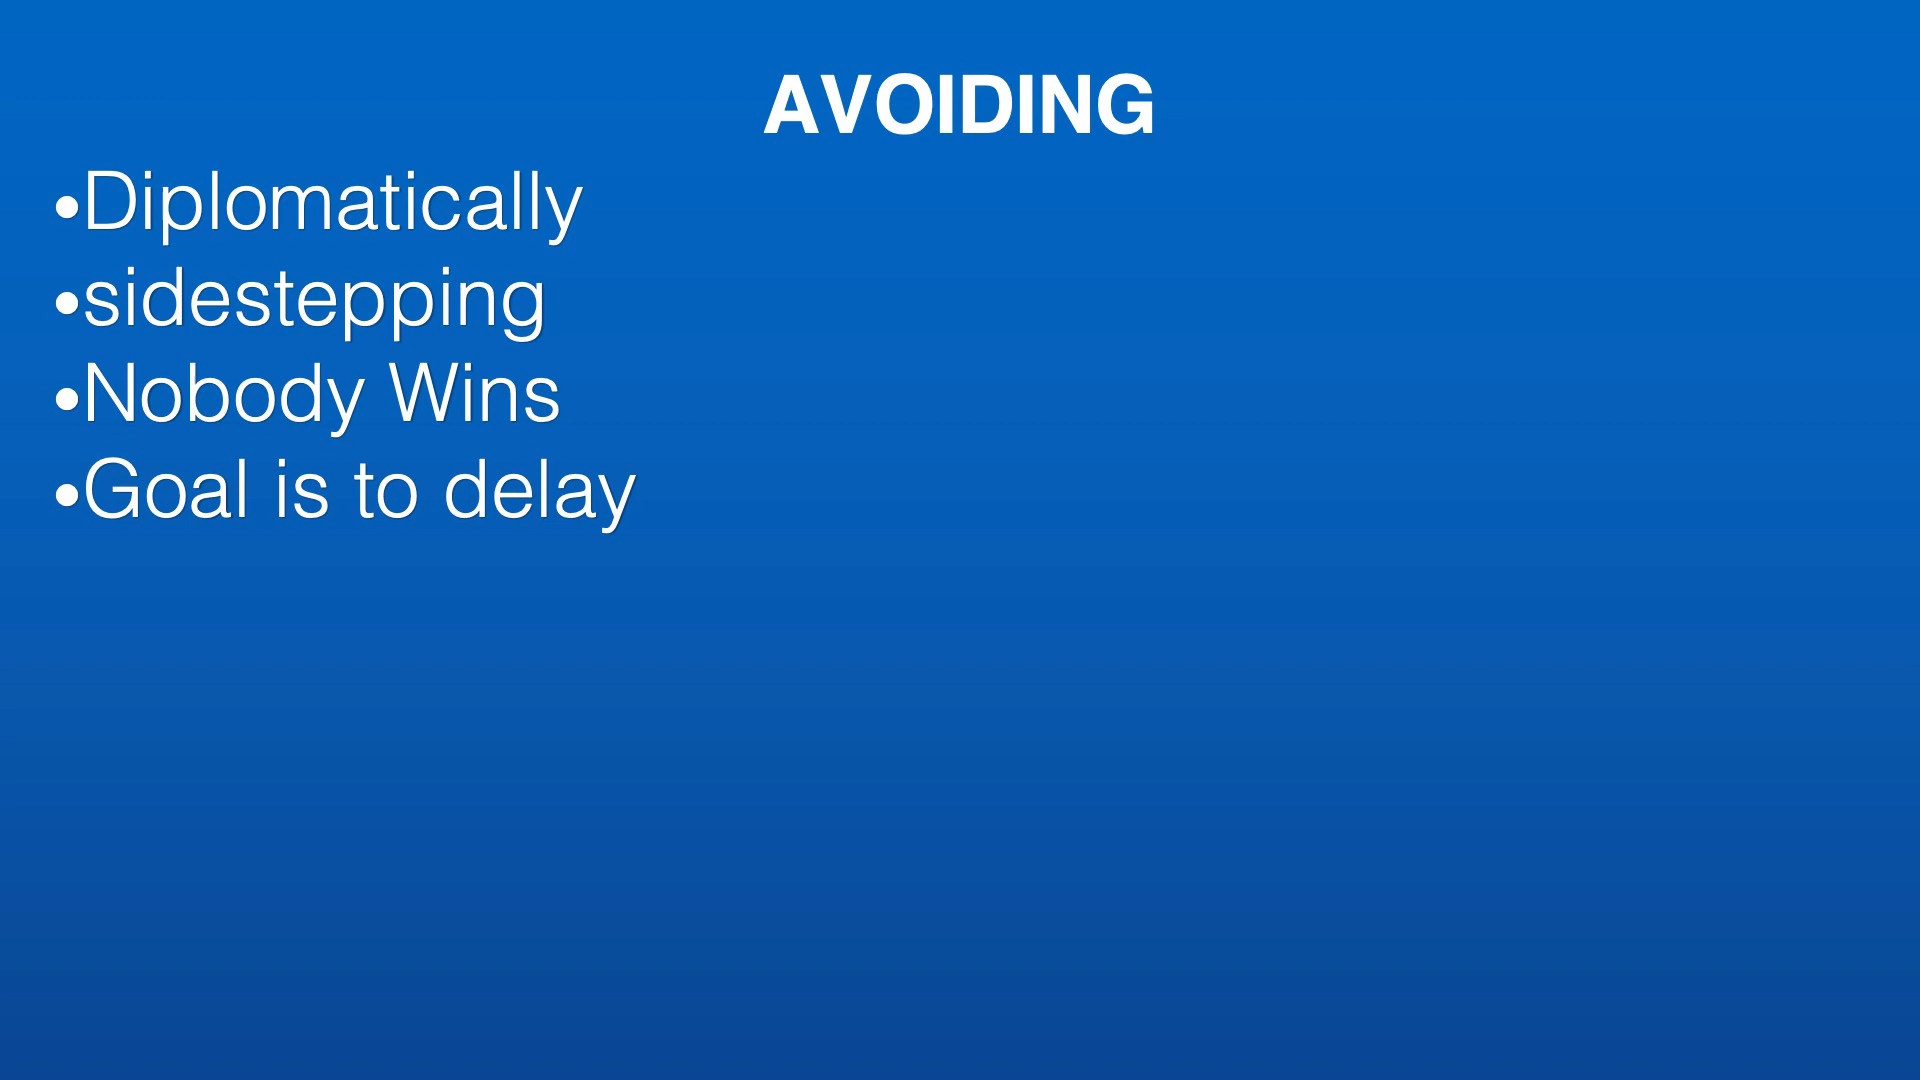 AVOIDING
•Diplomatically
•sidestepping
•Nobody Wins
•Goal is to delay